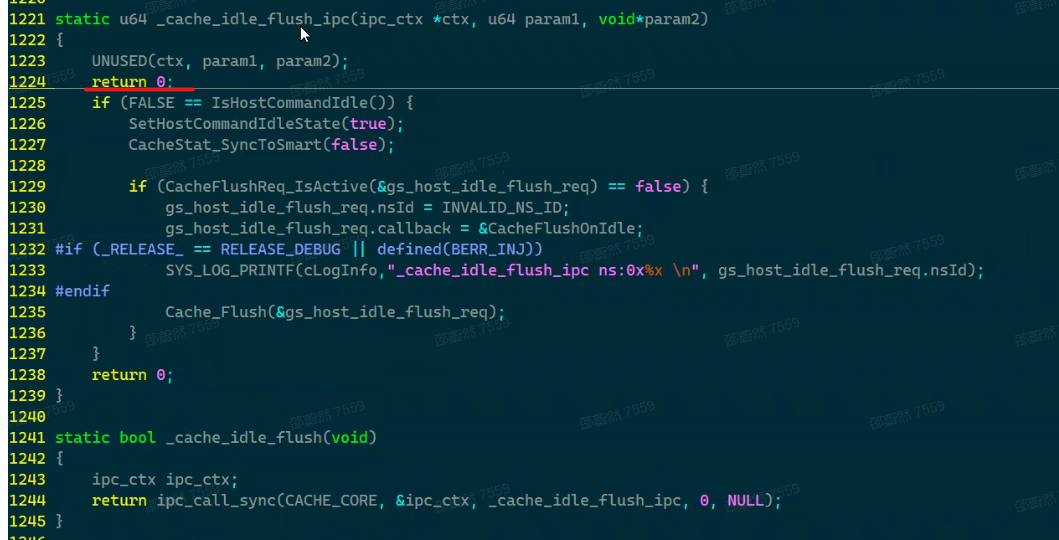 1221 static u64 _cache_idle_flush_ipc(ipc_ctx *ctx, u64 param1, void*param2)
1222 {
1223     UNUSED(ctx, param1, param2);
1224     return 0;
1225     if (FALSE == IsHostCommandIdle()) {
1226         SetHostCommandIdleState(true);
1227         CacheStat_SyncToSmart(false);
1228
1229         if (CacheFlushReq_IsActive(&gs_host_idle_flush_req) == false) {
1230             gs_host_idle_flush_req.nsId = INVALID_NS_ID;
1231             gs_host_idle_flush_req.callback = &CacheFlushOnIdle;
1232 #if (_RELEASE_ == RELEASE_DEBUG || defined(BERR_INJ))
1233             SYS_LOG_PRINTF(cLogInfo,"_cache_idle_flush_ipc ns:0x%x \n", gs_host_idle_flush_req.nsId);
1234 #endif
1235             Cache_Flush(&gs_host_idle_flush_req);
1236         }
1237     }
1238     return 0;
1239 }
1240
1241 static bool _cache_idle_flush(void)
1242 {
1243     ipc_ctx ipc_ctx;
1244     return ipc_call_sync(CACHE_CORE, &ipc_ctx, _cache_idle_flush_ipc, 0, NULL);
1245 }